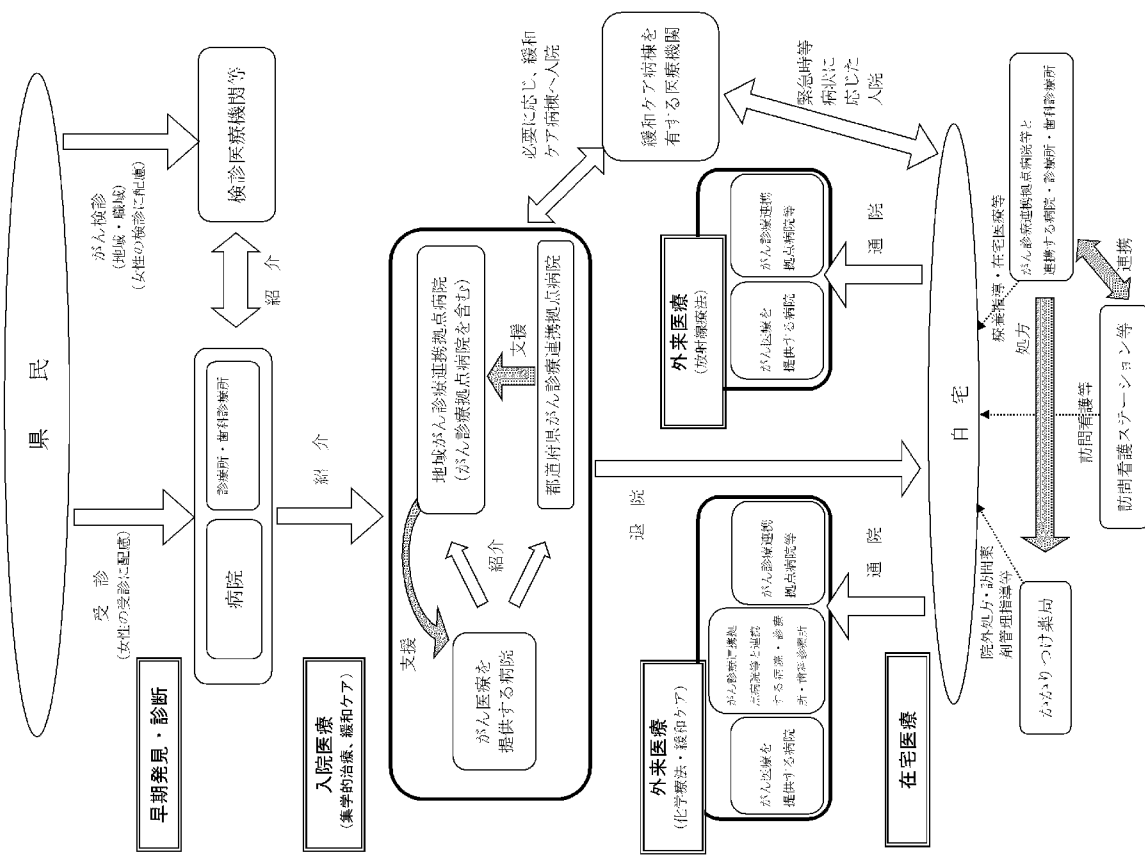 県　民
受　診
(女性の受診に配慮)
がん検診
(地域・職域)
(女性の検診に配慮)
早期発見・診断
病院
診療所・歯科診療所
紹　介
検診医療機関等
紹　介
入院医療
(集学的治療、緩和ケア)
支援
がん医療を
提供する病院
紹介
地域がん診療連携拠点病院
(がん診療拠点病院を含む)
支援
都道府県がん診療連携拠点病院
必要に応じ、緩和
ケア病棟へ入院
緩和ケア病棟を
有する医療機関
緊急時等
病状に
応じた
入院
退　院
外来医療
(化学療法・緩和ケア)
がん医療を
提供する病院
がん診療連携拠
点病院等と連携
する病院・診療
所・歯科診療所
がん診療連携
拠点病院等
通　院
外来医療
(放射線療法)
がん医療を
提供する病院
がん診療連携
拠点病院等
通　院
在宅医療
自　宅
院外処方・訪問薬
剤管理指導等
かかりつけ薬局
訪問看護等
訪問看護ステーション等
処方
療養指導・在宅医療等
がん診療連携拠点病院等と
連携する病院・診療所・歯科診療所
連携